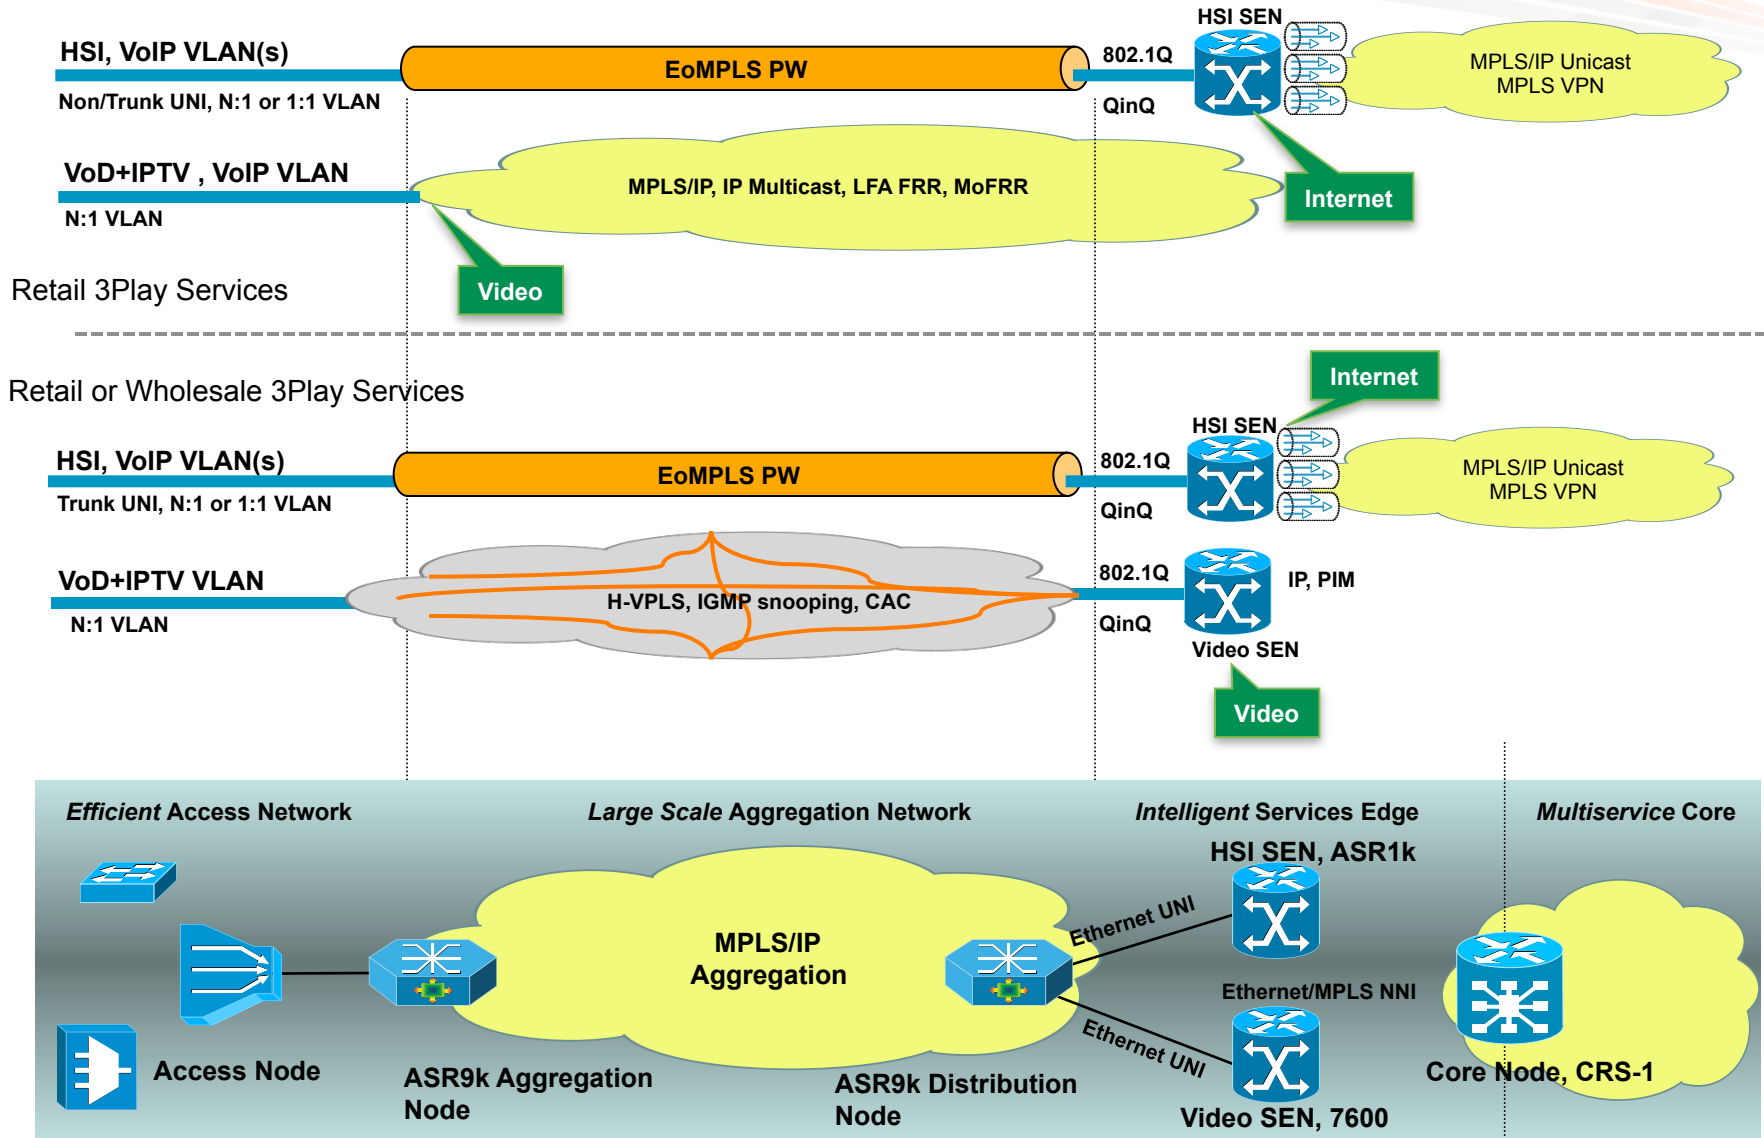 HSI SEN
HSI, VoIP VLAN(s)
EoMPLS PW
802.1Q
MPLS/IP Unicast
MPLS VPN
Non/Trunk UNI, N:1 or 1:1 VLAN
QinQ
VoD+IPTV , VoIP VLAN
MPLS/IP, IP Multicast, LFA FRR, MoFRR
Internet
N:1 VLAN
Video
Retail 3Play Services
Retail or Wholesale 3Play Services
Internet
HSI SEN
HSI, VoIP VLAN(s)
EoMPLS PW
802.1Q
MPLS/IP Unicast
MPLS VPN
Trunk UNI, N:1 or 1:1 VLAN
QinQ
VoD+IPTV VLAN
H-VPLS, IGMP snooping, CAC
802.1Q
IP, PIM
N:1 VLAN
QinQ
Video SEN
Video
Efficient Access Network
Large Scale Aggregation Network
Intelligent Services Edge
Multiservice Core
HSI SEN, ASR1k
Ethernet UNI
MPLS/IP
Aggregation
Ethernet/MPLS NNI
Ethernet UNI
Access Node
ASR9k Aggregation
Node
ASR9k Distribution
Node
Core Node, CRS-1
Video SEN, 7600